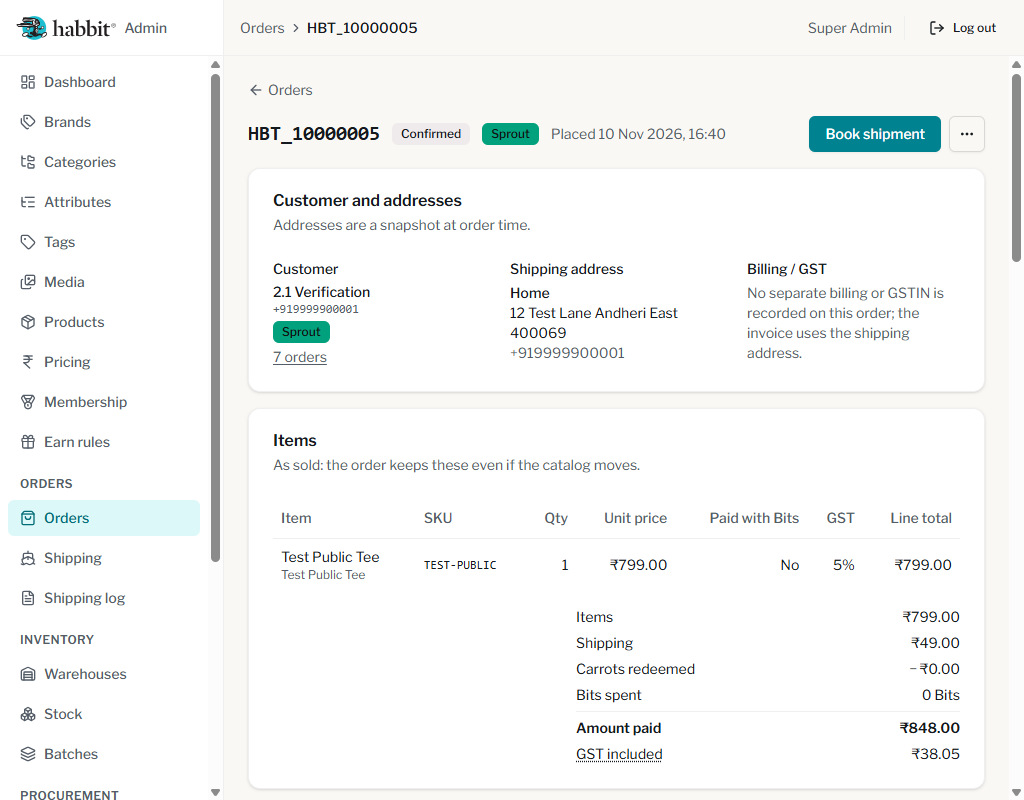 habbit® Admin
Orders > HBT_10000005
Super Admin
Log out
Dashboard
Brands
Categories
Attributes
Tags
Media
Products
Pricing
Membership
Earn rules
ORDERS
Orders
Shipping
Shipping log
INVENTORY
Warehouses
Stock
Batches
PROCUREMENT
← Orders
HBT_10000005 Confirmed Sprout Placed 10 Nov 2026, 16:40
Book shipment ...
Customer and addresses
Addresses are a snapshot at order time.
Customer
2.1 Verification
+919999900001
Sprout
7 orders
Shipping address
Home
12 Test Lane Andheri East
400069
+919999900001
Billing / GST
No separate billing or GSTIN is
recorded on this order; the
invoice uses the shipping
address.
Items
As sold: the order keeps these even if the catalog moves.
Item SKU Qty Unit price Paid with Bits GST Line total
Test Public Tee TEST-PUBLIC 1 ₹799.00 No 5% ₹799.00
Test Public Tee
Items ₹799.00
Shipping ₹49.00
Carrots redeemed −₹0.00
Bits spent 0 Bits
Amount paid ₹848.00
GST included ₹38.05